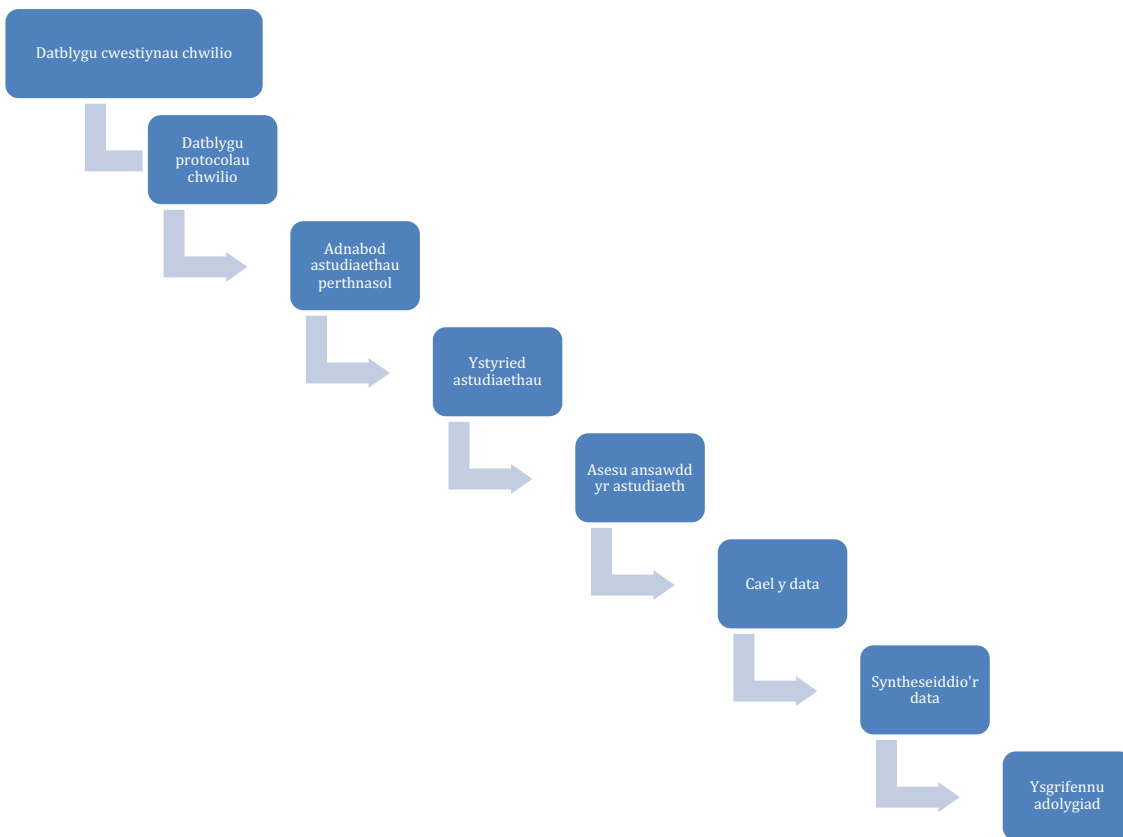 Datblygu cwestiynau chwilio
Datblygu
protocolau
chwilio
Adnabod
astudiaethau
perthnasol
Ystyried
astudiaethau
Asesu ansawdd
yr astudiaeth
Cael y data
Syntheseiddio'r
data
Ysgrifennu
adolygiad